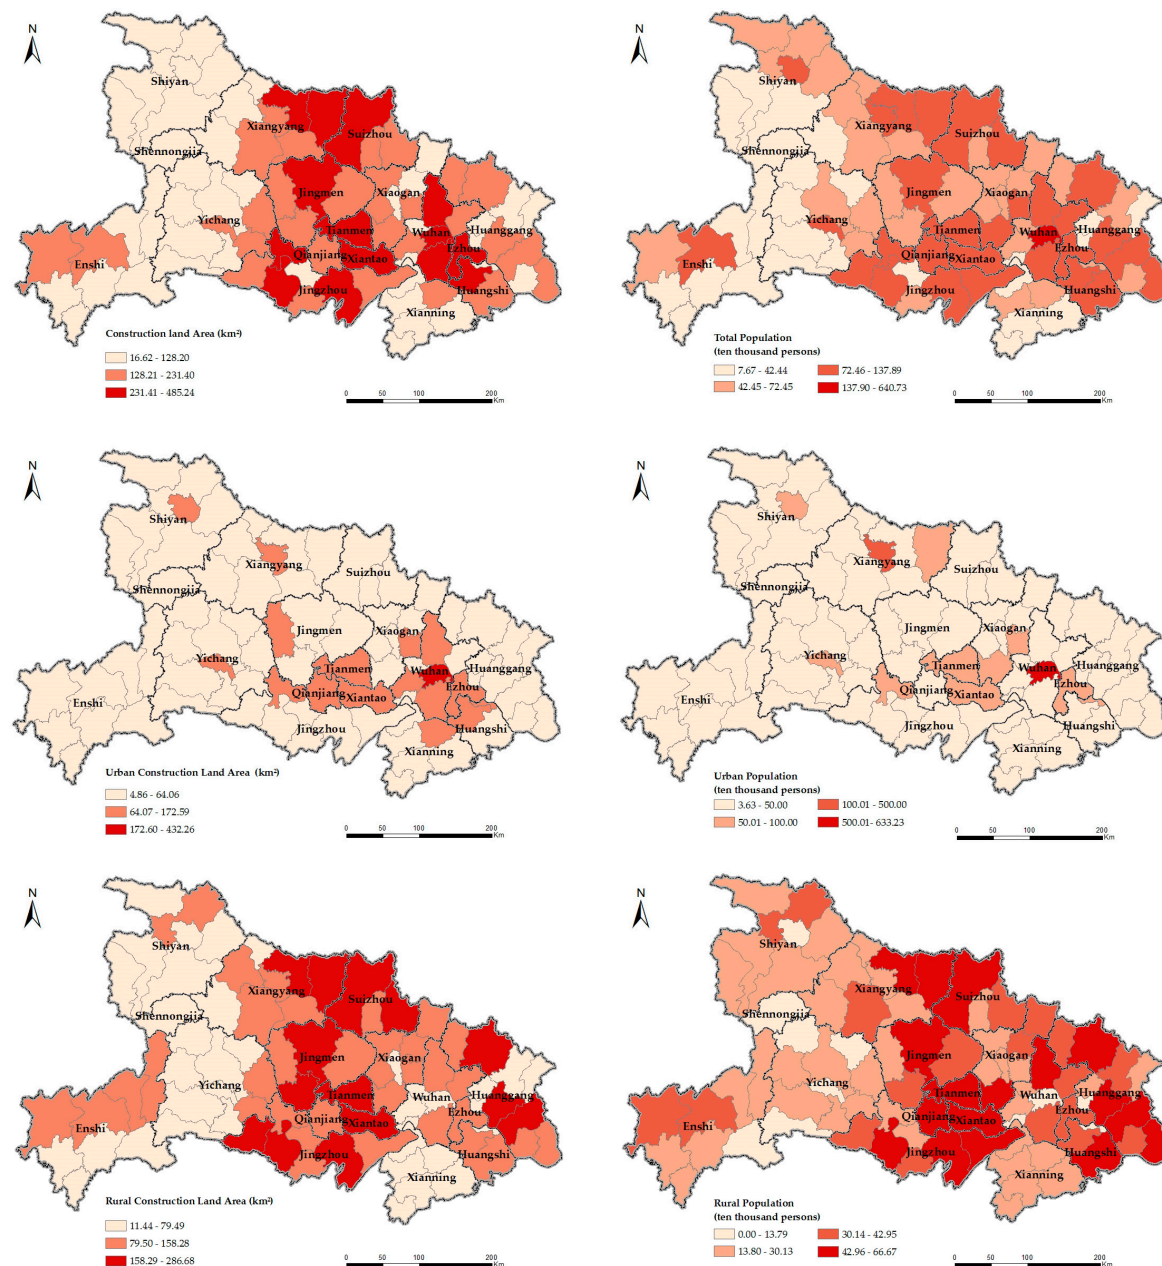 N
Shiyan
Xiangyang
Suizhou
Shennongjia
Jingmen
Xiaogan
Yichang
Tianmen
Wuhan
Huanggang
Ezhou
Enshi
Qianjiang
Xiantao
Jingzhou
Huangshi
Xianning
Construction land Area (km²)
16.62 - 128.20
128.21 - 231.40
231.41 - 485.24
0 50 100 200
Km
N
Shiyan
Xiangyang
Suizhou
Shennongjia
Jingmen
Xiaogan
Yichang
Tianmen
Wuhan
Huanggang
Ezhou
Enshi
Qianjiang
Xiantao
Jingzhou
Huangshi
Xianning
Total Population
(ten thousand persons)
7.67 - 42.44 72.46 - 137.89
42.45 - 72.45 137.90 - 640.73
0 50 100 200
Km
N
Shiyan
Xiangyang
Suizhou
Shennongjia
Jingmen
Xiaogan
Yichang
Tianmen
Wuhan
Huanggang
Ezhou
Enshi
Qianjiang
Xiantao
Jingzhou
Huangshi
Xianning
Urban Construction Land Area (km²)
4.86 - 64.06
64.07 - 172.59
172.60 - 432.26
0 50 100 200
Km
N
Shiyan
Xiangyang
Suizhou
Shennongjia
Jingmen
Xiaogan
Yichang
Tianmen
Wuhan
Huanggang
Ezhou
Enshi
Qianjiang
Xiantao
Jingzhou
Huangshi
Xianning
Urban Population
(ten thousand persons)
3.63 - 50.00 100.01 - 500.00
50.01 - 100.00 500.01- 633.23
0 50 100 200
Km
N
Shiyan
Xiangyang
Suizhou
Shennongjia
Jingmen
Xiaogan
Yichang
Tianmen
Wuhan
Huanggang
Ezhou
Enshi
Qianjiang
Xiantao
Jingzhou
Huangshi
Xianning
Rural Construction Land Area (km²)
11.44 - 79.49
79.50 - 158.28
158.29 - 286.68
0 50 100 200
Km
N
Shiyan
Xiangyang
Suizhou
Shennongjia
Jingmen
Xiaogan
Yichang
Tianmen
Wuhan
Huanggang
Ezhou
Enshi
Qianjiang
Xiantao
Jingzhou
Huangshi
Xianning
Rural Population
(ten thousand persons)
0.00 - 13.79 30.14 - 42.95
13.80 - 30.13 42.96 - 66.67
0 50 100 200
Km